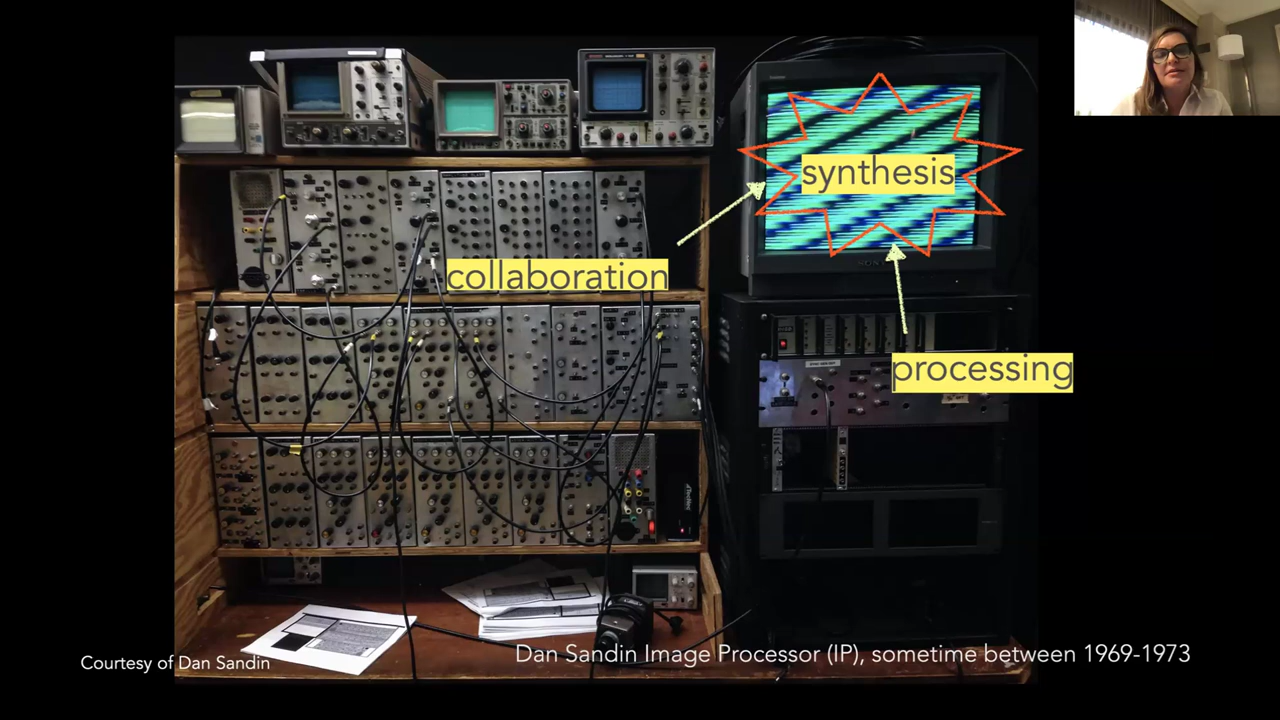 synthesis
collaboration
processing
Courtesy of Dan Sandin
Dan Sandin Image Processor (IP), sometime between 1969-1973